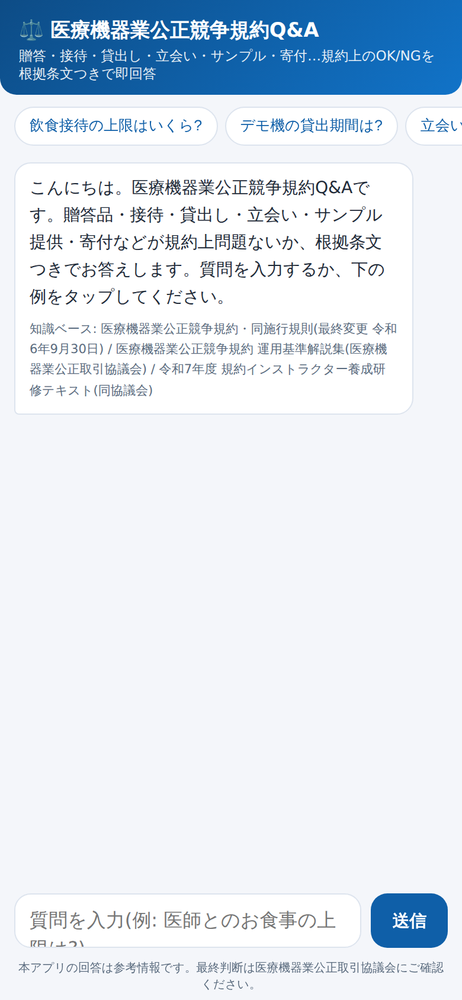 ⚖️ 医療機器業公正競争規約Q&A
贈答・接待・貸出し・立会い・サンプル・寄付…規約上のOK/NGを
根拠条文つきで即回答
飲食接待の上限はいくら?
デモ機の貸出期間は?
立会い
こんにちは。医療機器業公正競争規約Q&Aで
す。贈答品・接待・貸出し・立会い・サンプル
提供・寄付などが規約上問題ないか、根拠条文
つきでお答えします。質問を入力するか、下の
例をタップしてください。
知識ベース: 医療機器業公正競争規約・同施行規則(最終変更 令和
6年9月30日) / 医療機器業公正競争規約 運用基準解説集(医療機
器業公正取引協議会) / 令和7年度 規約インストラクター養成研
修テキスト(同協議会)
質問を入力(例: 医師とのお食事の上
限は?)
送信
本アプリの回答は参考情報です。最終判断は医療機器業公正取引協議会にご確認
ください。